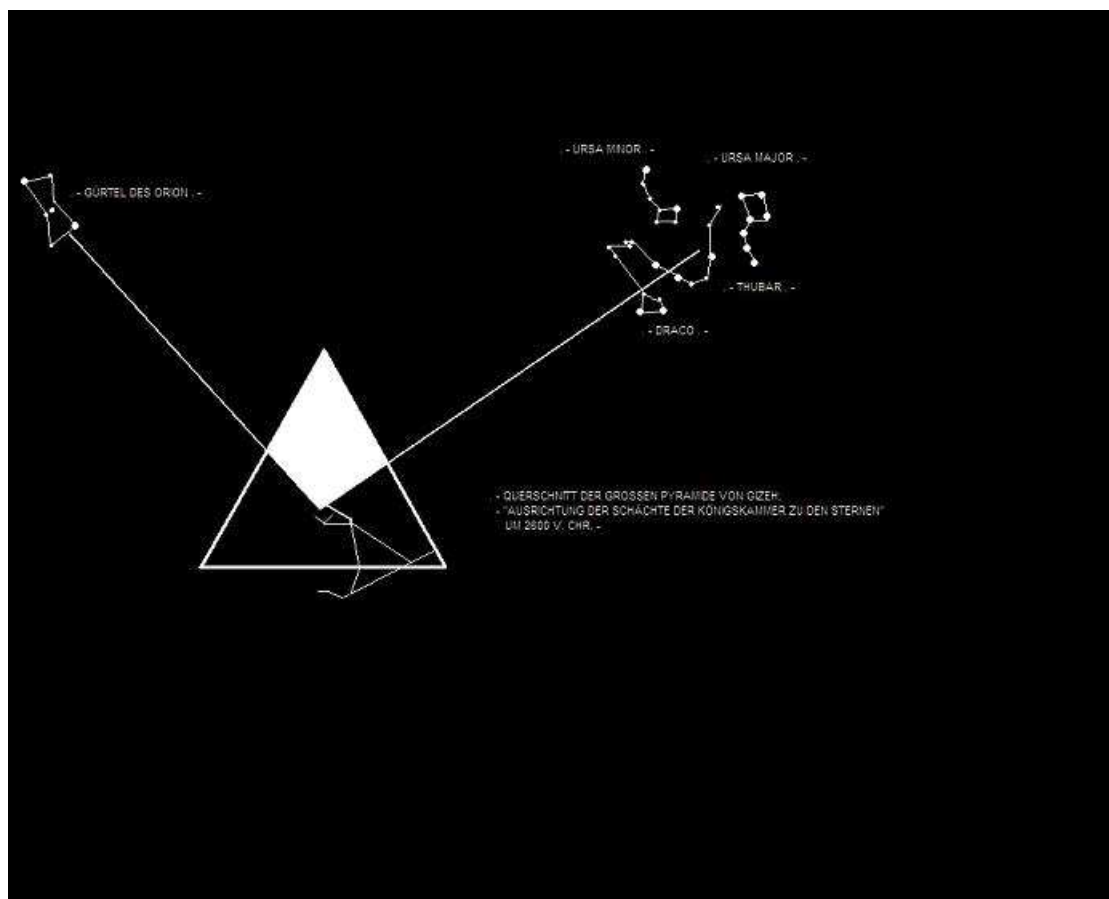 . - URSA MINOR . -
. - URSA MAJOR . -
. - GÜRTEL DES ORION . -
. - THUBAR . -
. - DRACO . -
. - QUERSCHNITT DER GROSSEN PYRAMIDE VON GIZEH.
- "AUSRICHTUNG DER SCHÄCHTE DER KÖNIGSKAMMER ZU DEN STERNEN"
UM 2600 V. CHR. -